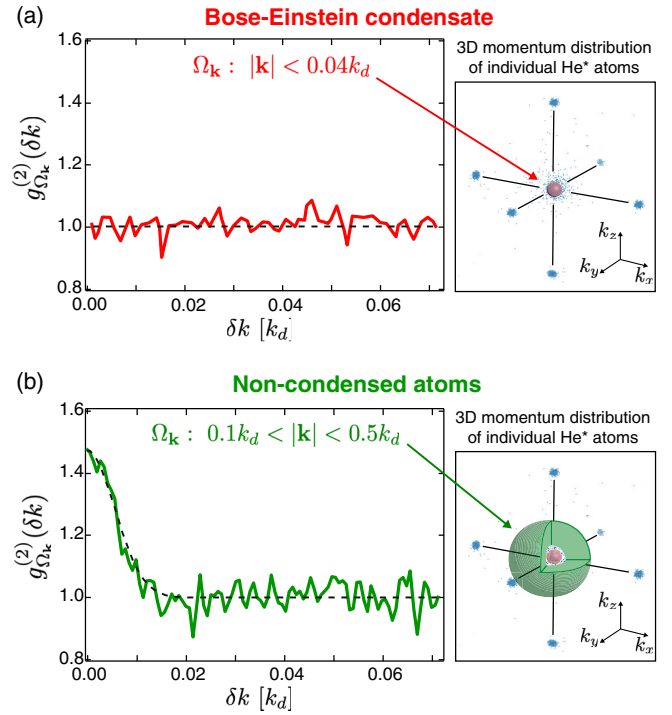 (a)
Bose-Einstein condensate
1.6
1.4
1.2
1.0
0.8
g_{Ω_k}^{(2)}(δk)
Ω_k : |k| < 0.04k_d
0.00
0.02
0.04
0.06
δk [k_d]
3D momentum distribution
of individual He* atoms
k_z
k_y
k_x
(b)
Non-condensed atoms
1.6
1.4
1.2
1.0
0.8
g_{Ω_k}^{(2)}(δk)
Ω_k : 0.1k_d < |k| < 0.5k_d
0.00
0.02
0.04
0.06
δk [k_d]
3D momentum distribution
of individual He* atoms
k_z
k_y
k_x